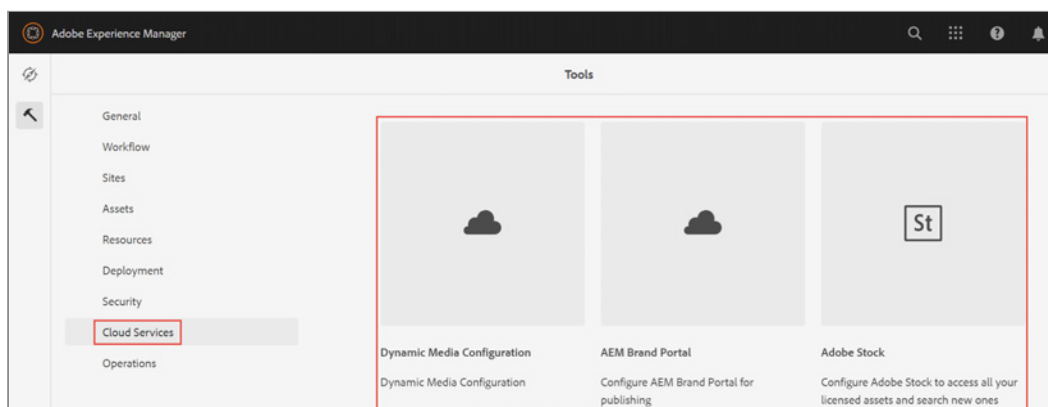 Adobe Experience Manager
Tools
General
Workflow
Sites
Assets
Resources
Deployment
Security
Cloud Services
Operations
St
Dynamic Media Configuration
Dynamic Media Configuration
AEM Brand Portal
Configure AEM Brand Portal for
publishing
Adobe Stock
Configure Adobe Stock to access all your
licensed assets and search new ones